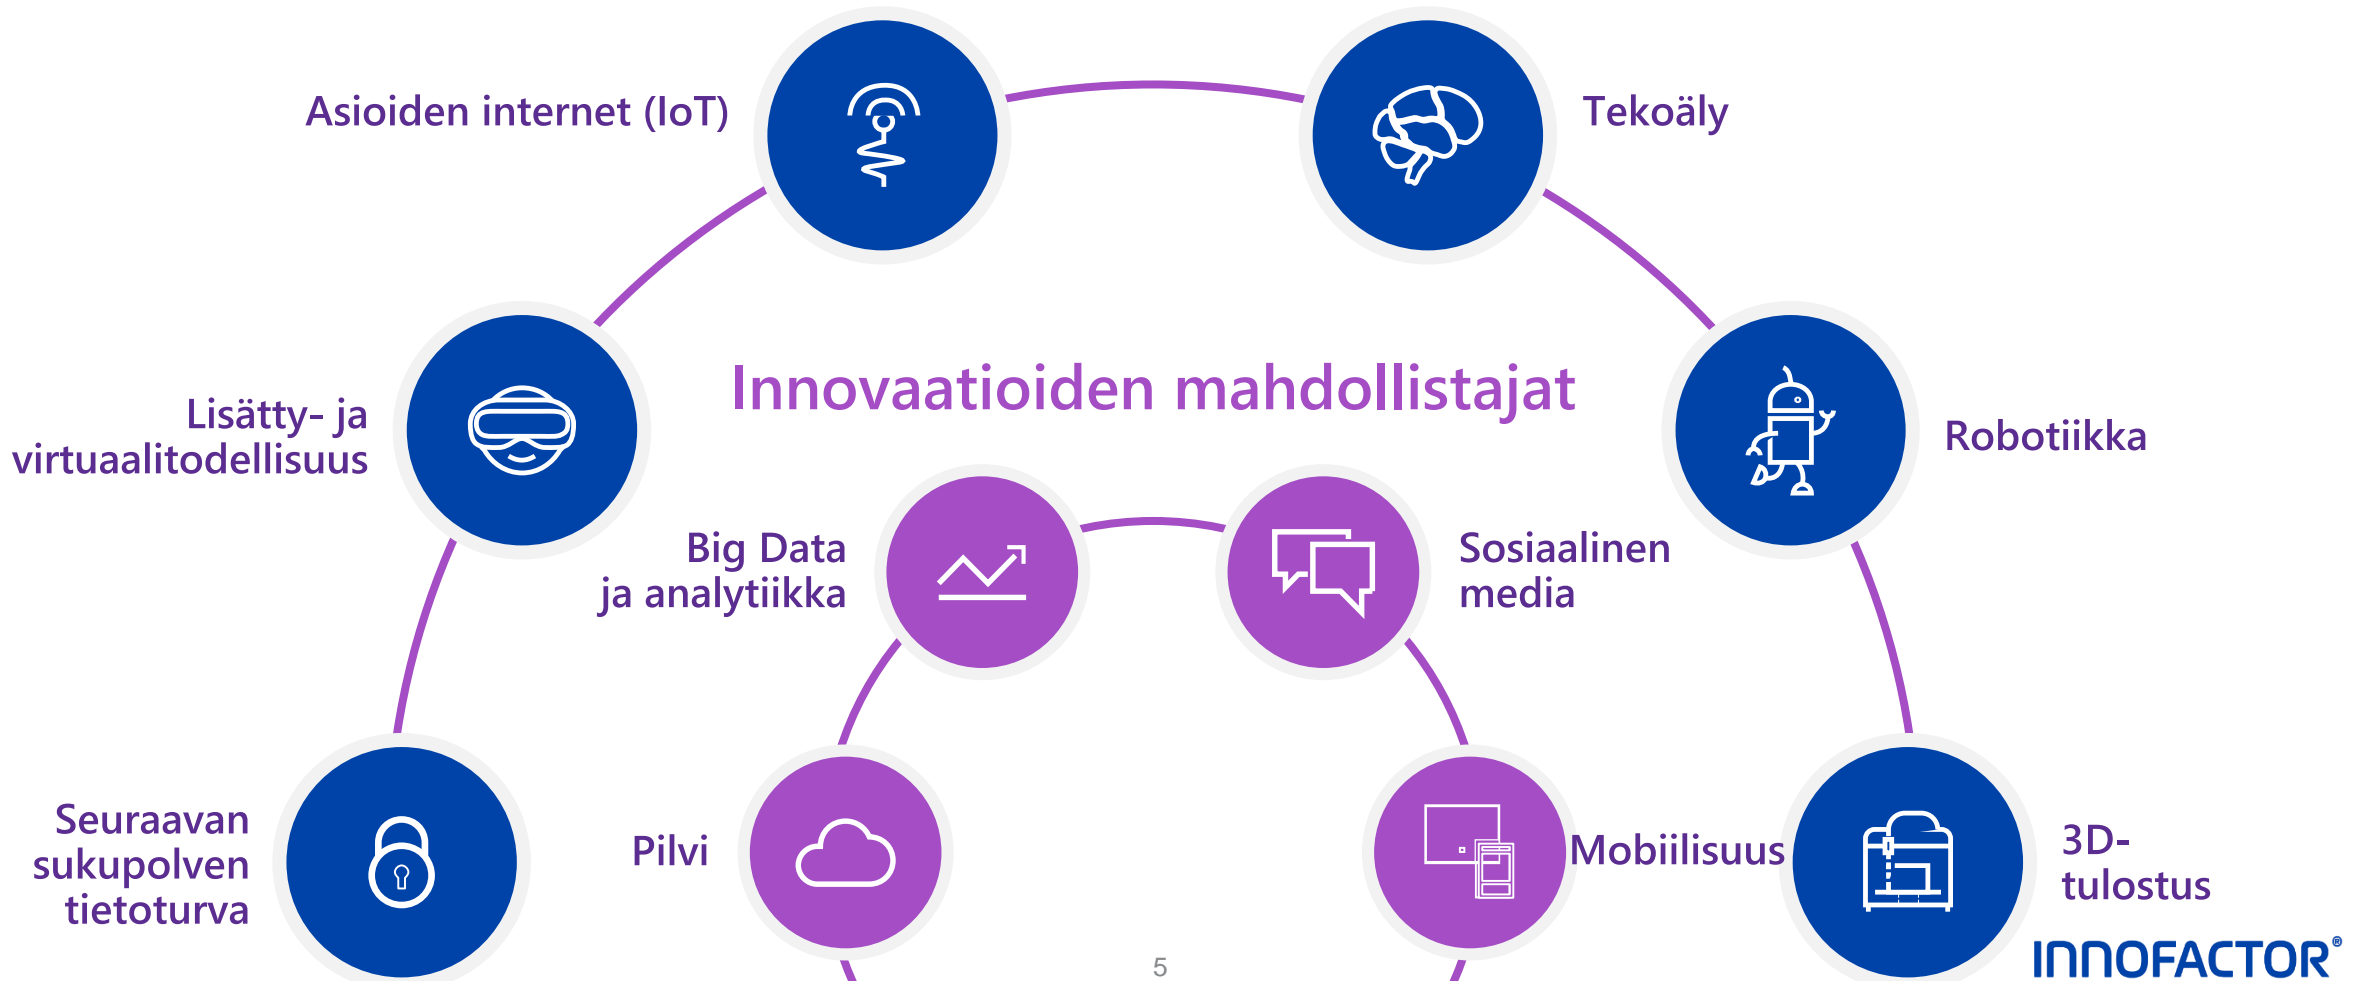 Asioiden internet (IoT)
Tekoäly
Innovaatioiden mahdollistajat
Lisätty- ja
virtuaalitodellisuus
Robotiikka
Big Data
ja analytiikka
Sosiaalinen
media
Seuraavan
sukupolven
tietoturva
Pilvi
Mobiilisuus
3D-
tulostus
5
INNOFACTOR®